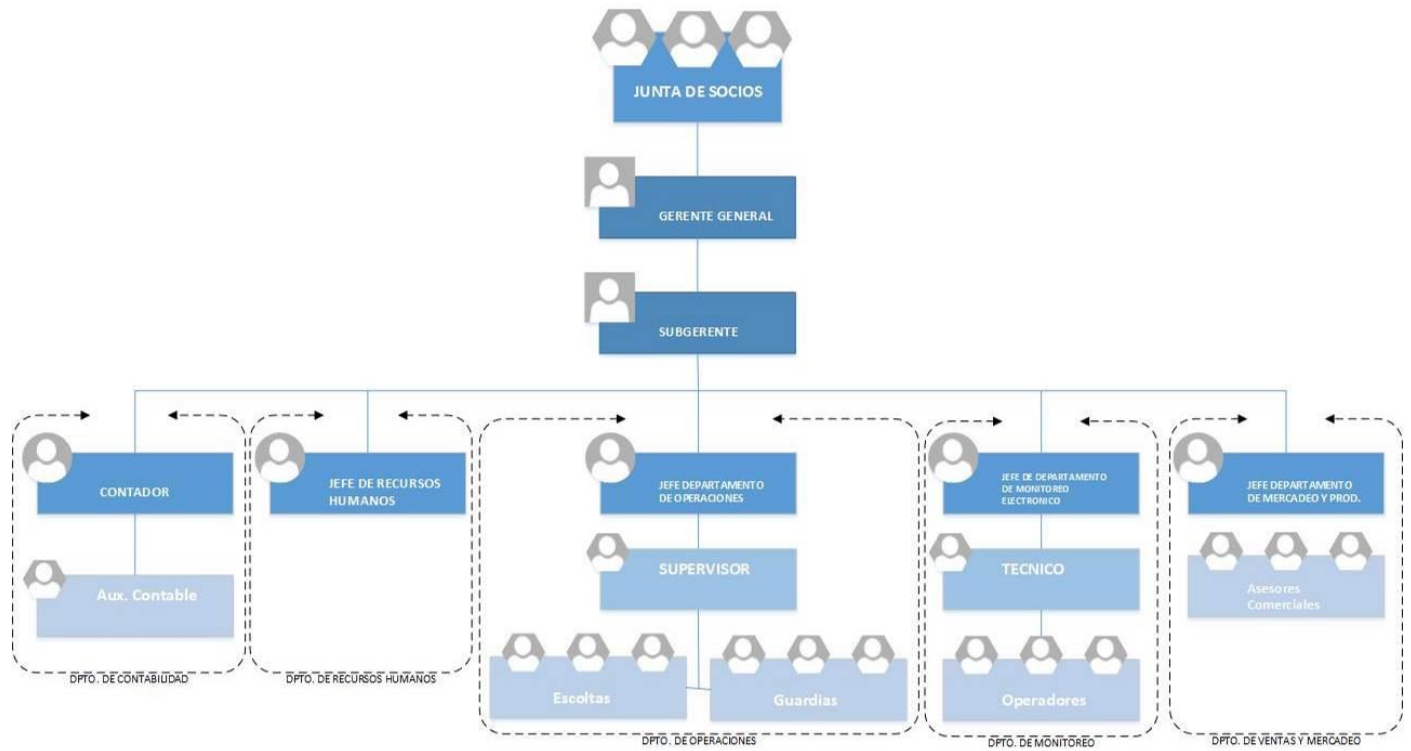 JUNTA DE SOCIOS
GERENTE GENERAL
SUBGERENTE
CONTADOR
JEFE DE RECURSOS
HUMANOS
JEFE DEPARTAMENTO
DE OPERACIONES
JEFE DE DEPARTAMENTO
DE MONITOREO
ELECTRONICO
JEFE DEPARTAMENTO
DE MERCADEO Y PROD.
Aux. Contable
SUPERVISOR
TECNICO
Asesores
Comerciales
Escoltas
Guardias
Operadores
DPTO. DE CONTABILIDAD
DPTO. DE RECURSOS HUMANOS
DPTO. DE OPERACIONES
DPTO. DE MONITOREO
DPTO. DE VENTAS Y MERCADEO